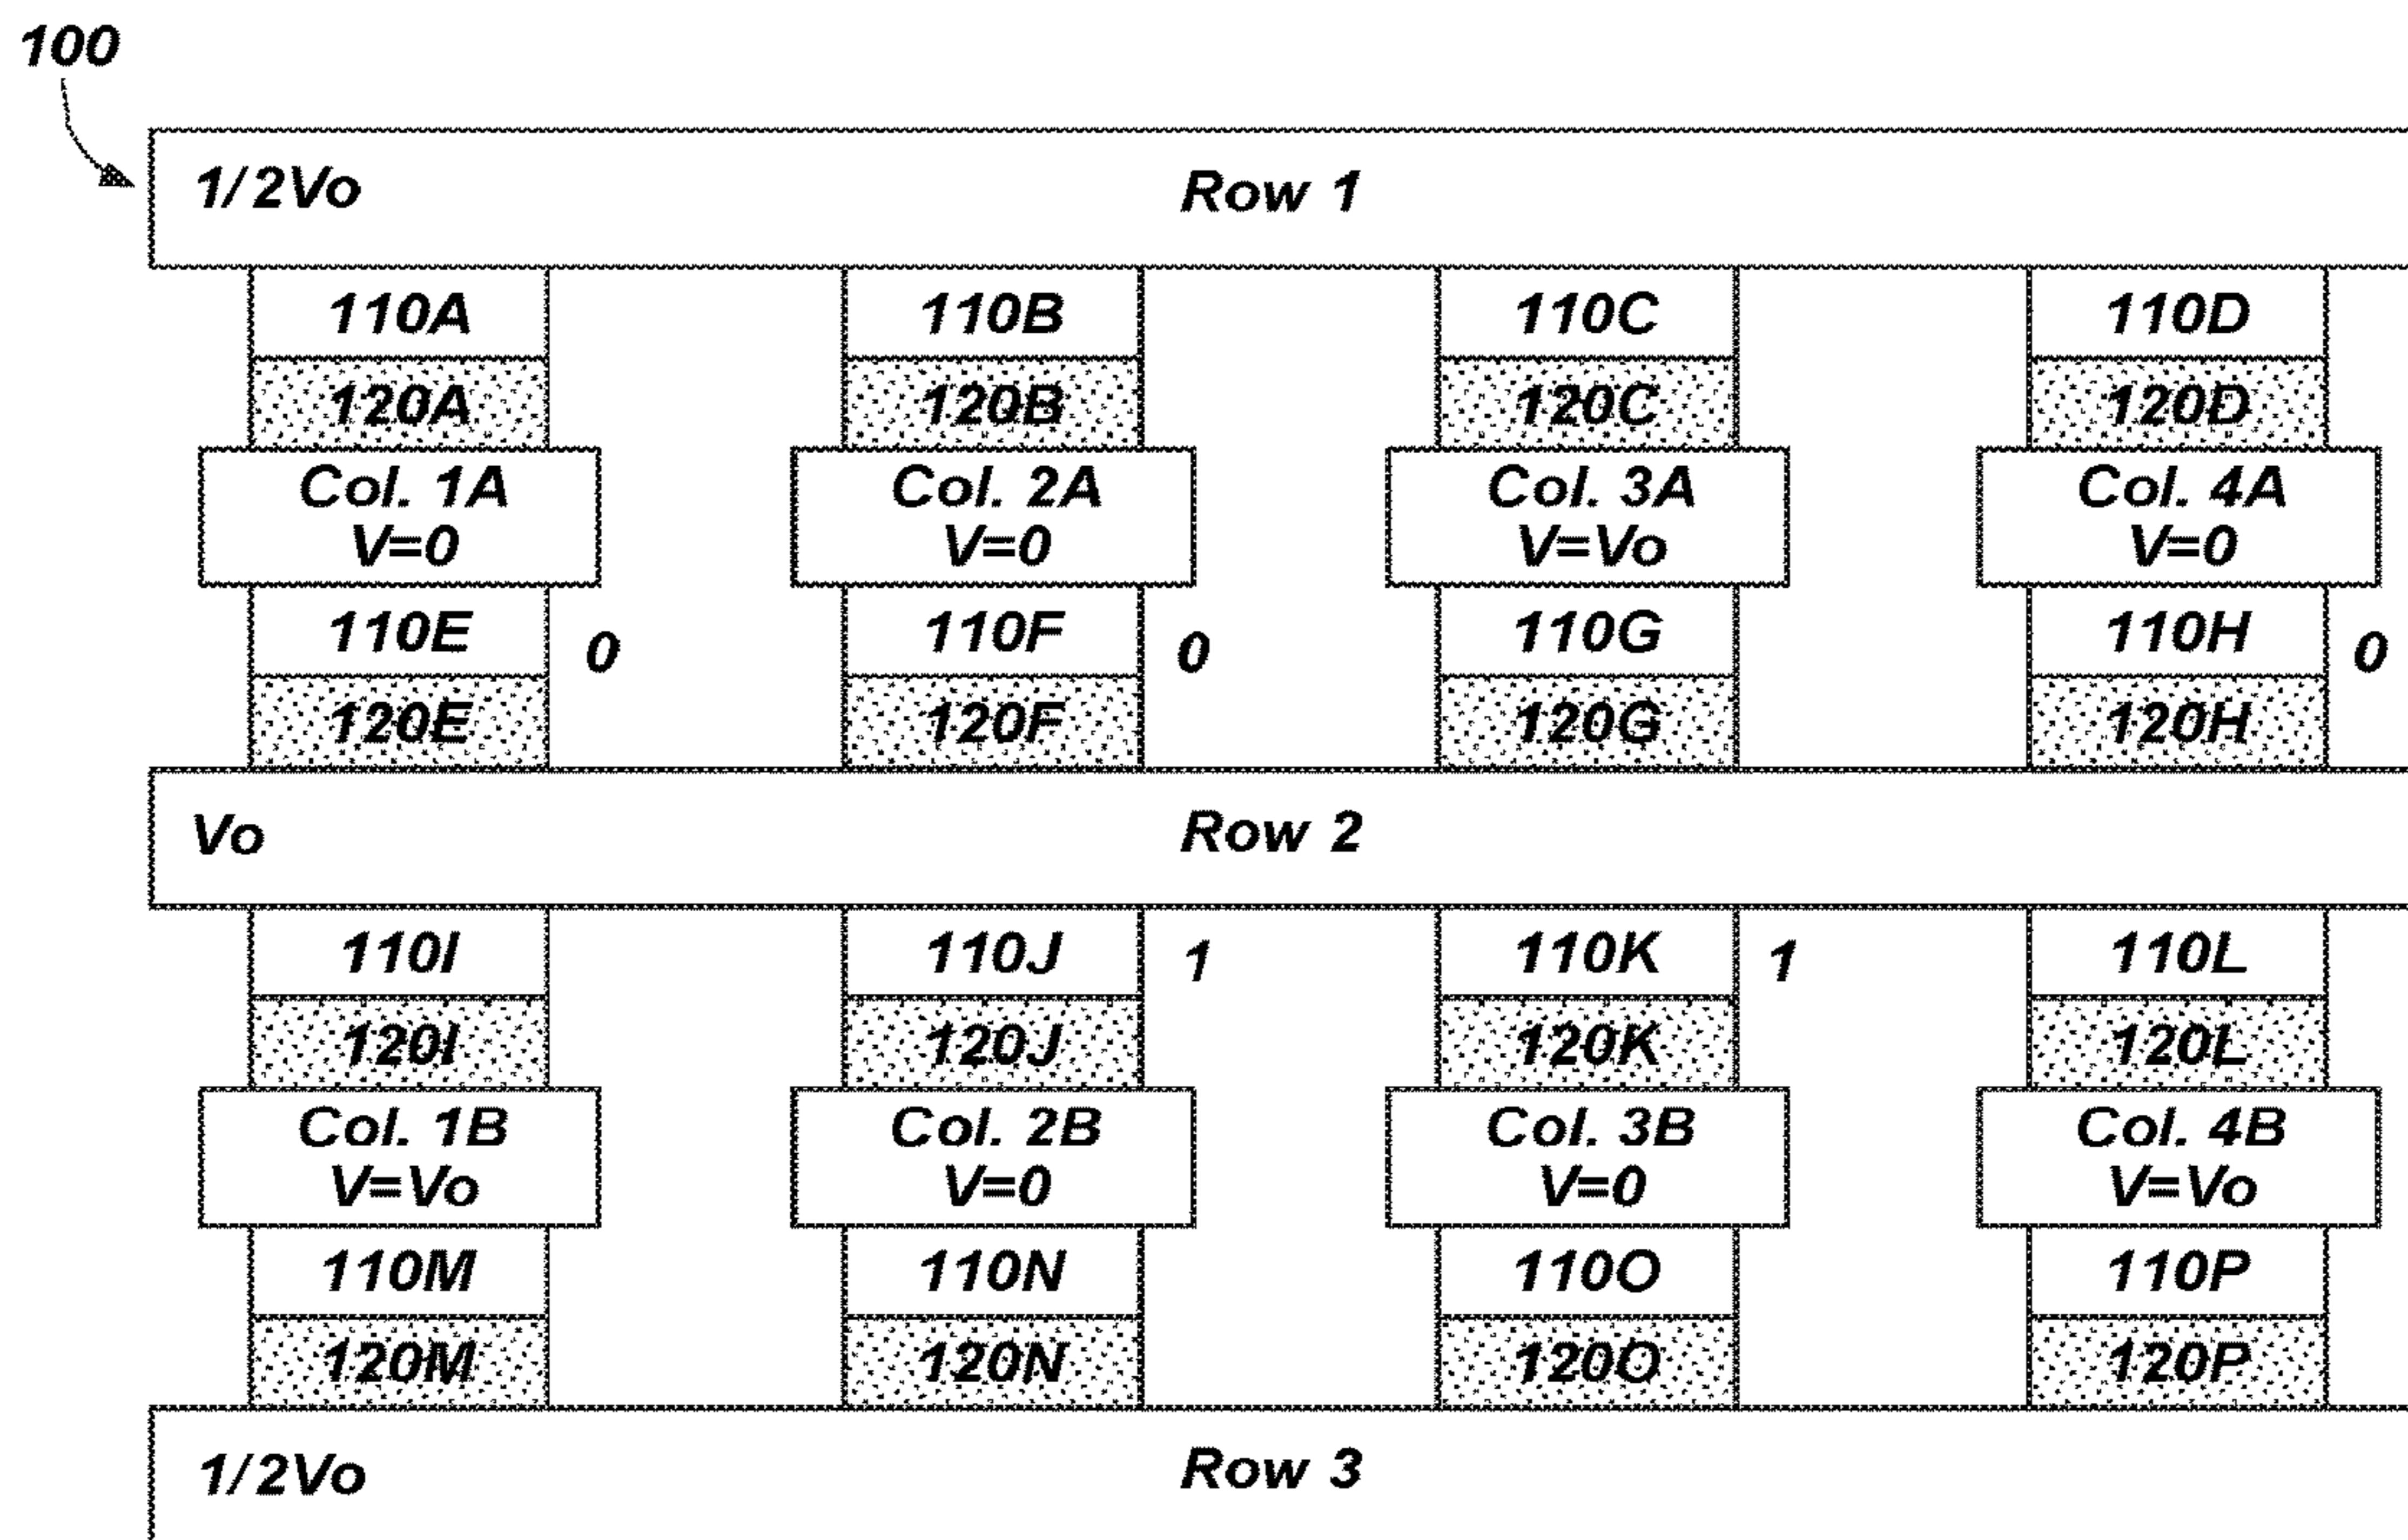 100
1/2Vo Row 1
110A 110B 110C 110D
120A 120B 120C 120D
Col. 1A Col. 2A Col. 3A Col. 4A
V=0 V=0 V=Vo V=0
110E 0 110F 0 110G 110H 0
120E 120F 120G 120H
Vo Row 2
110I 110J 1 110K 1 110L
120I 120J 120K 120L
Col. 1B Col. 2B Col. 3B Col. 4B
V=Vo V=0 V=0 V=Vo
110M 110N 110O 110P
120M 120N 120O 120P
1/2Vo Row 3